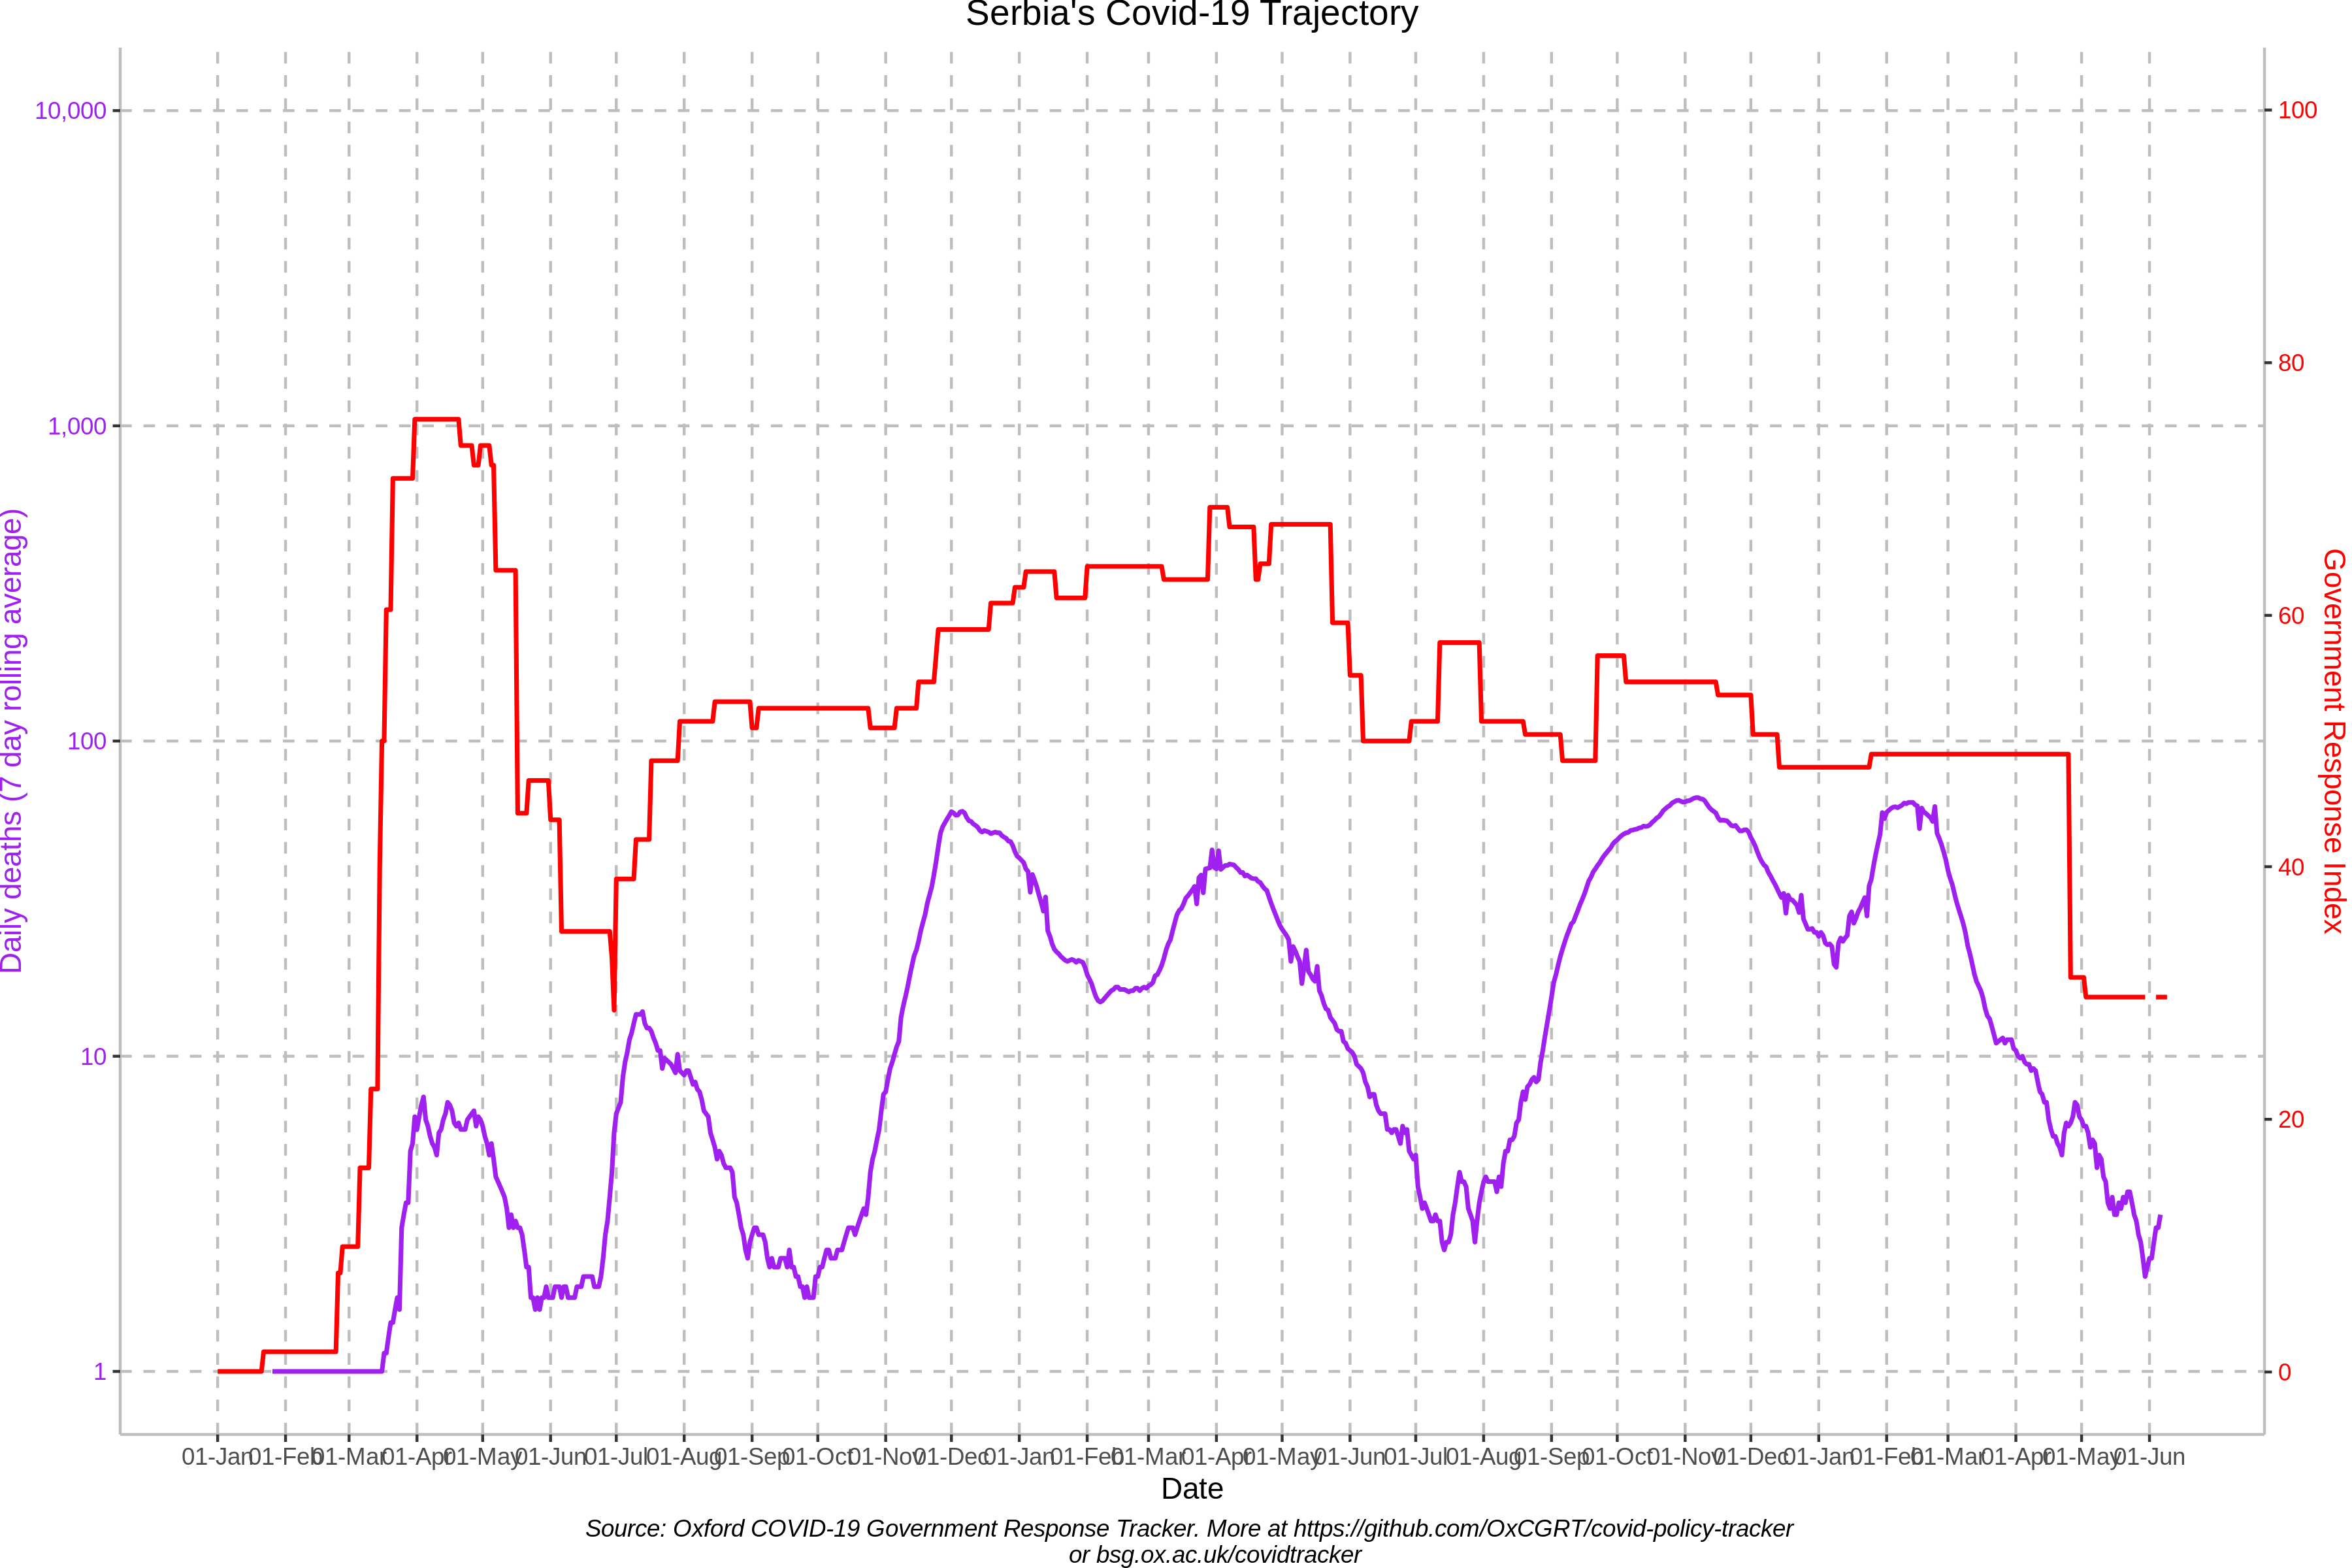 Serbia's Covid-19 Trajectory
10,000
1,000
100
10
1
Daily deaths (7 day rolling average)
100
80
60
40
20
0
Government Response Index
01-Jan 01-Feb 01-Mar 01-Apr 01-May 01-Jun 01-Jul 01-Aug 01-Sep 01-Oct 01-Nov 01-Dec 01-Jan 01-Feb 01-Mar 01-Apr 01-May 01-Jun 01-Jul 01-Aug 01-Sep 01-Oct 01-Nov 01-Dec 01-Jan 01-Feb 01-Mar 01-Apr 01-May 01-Jun
Date
Source: Oxford COVID-19 Government Response Tracker. More at https://github.com/OxCGRT/covid-policy-tracker
or bsg.ox.ac.uk/covidtracker